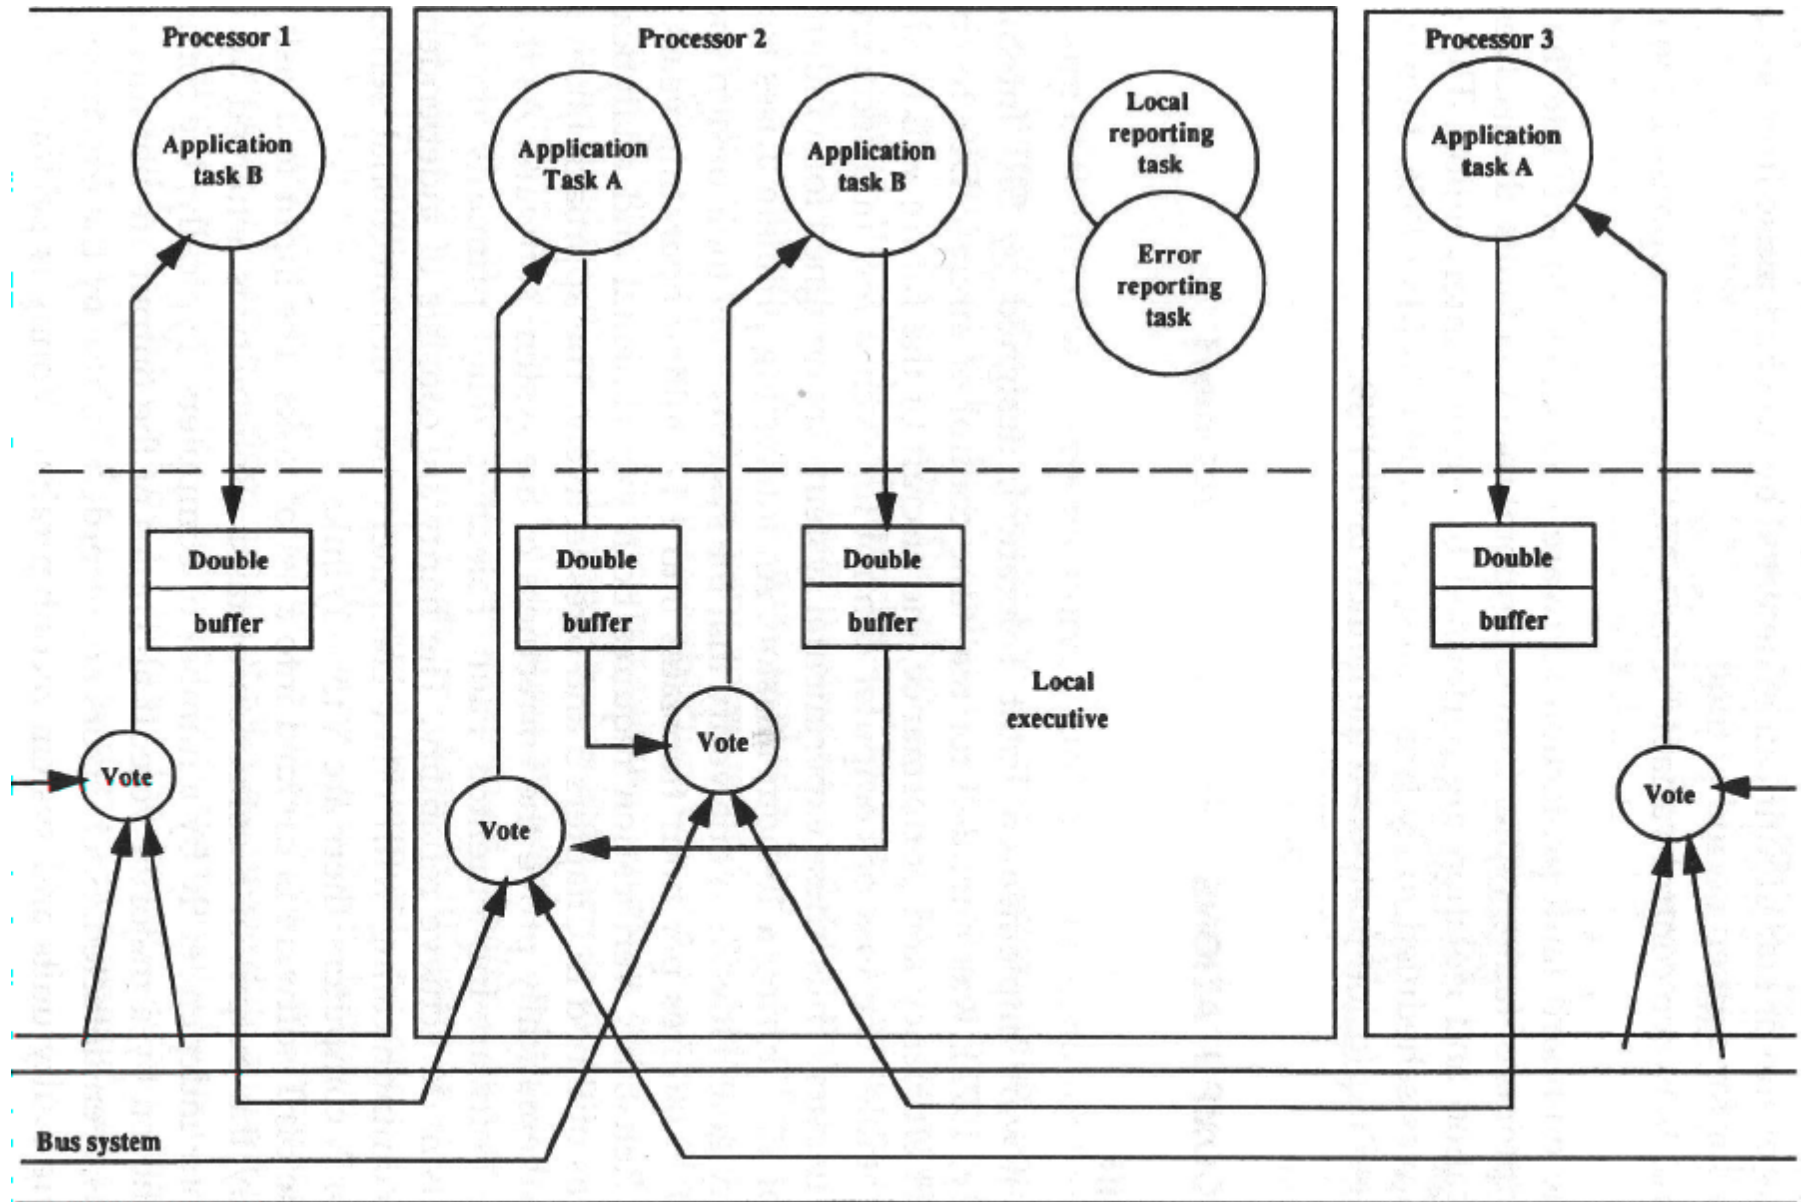 Processor 1
Application
task B
Double
buffer
Vote
Processor 2
Application
Task A
Application
task B
Local
reporting
task
Error
reporting
task
Double
buffer
Double
buffer
Vote
Vote
Local
executive
Processor 3
Application
task A
Double
buffer
Vote
Bus system